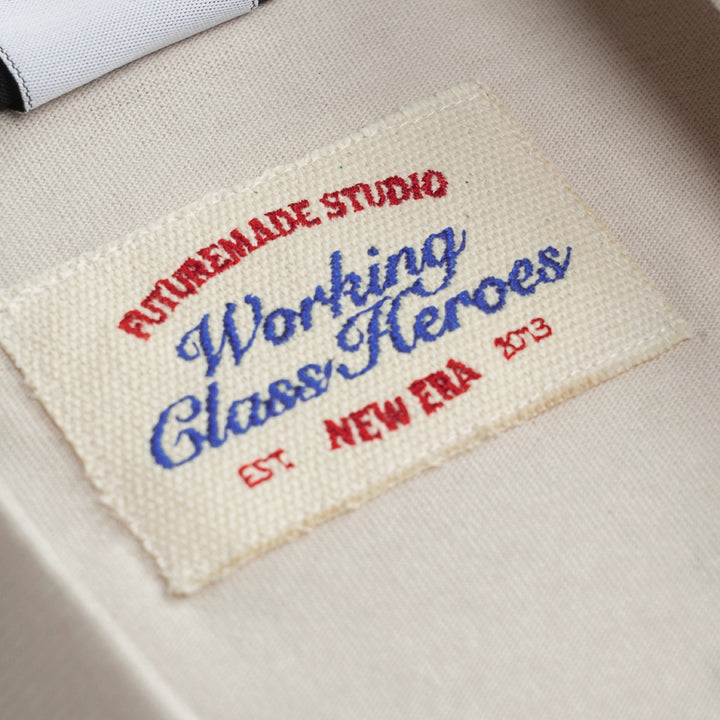 FUTUREMADE STUDIO
Working
Class Heroes
EST. NEW ERA 2013